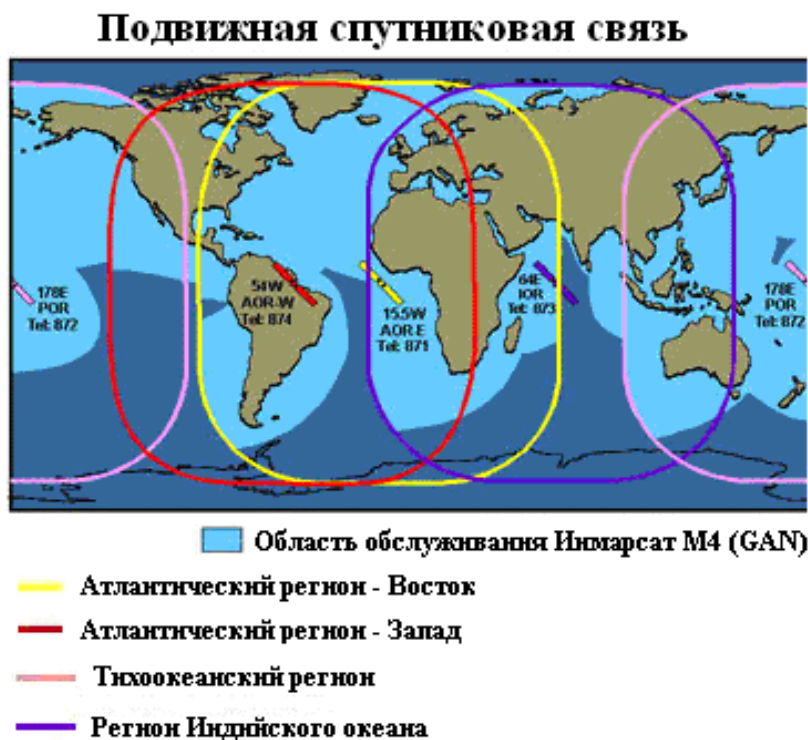 Подвижная спутниковая связь
178E
POR
Tel: 872
54W
AOR-W
Tel: 874
15.5W
AOR-E
Tel: 871
64E
IOR
Tel: 873
178E
POR
Tel: 872
Область обслуживания Инмарсат М4 (GAN)
Атлантический регион - Восток
Атлантический регион - Запад
Тихоокеанский регион
Регион Индийского океана